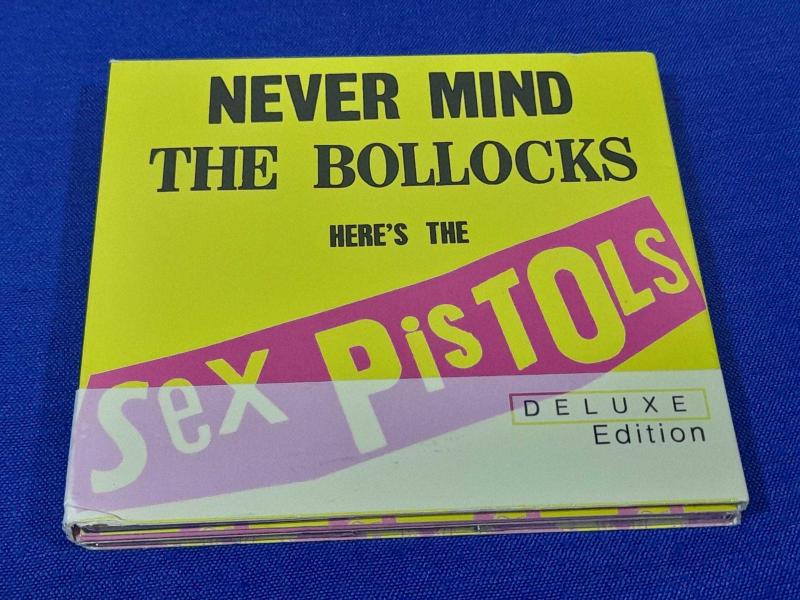 NEVER MIND
THE BOLLOCKS
HERE'S THE
Sex PisTOLS
DELUXE
Edition